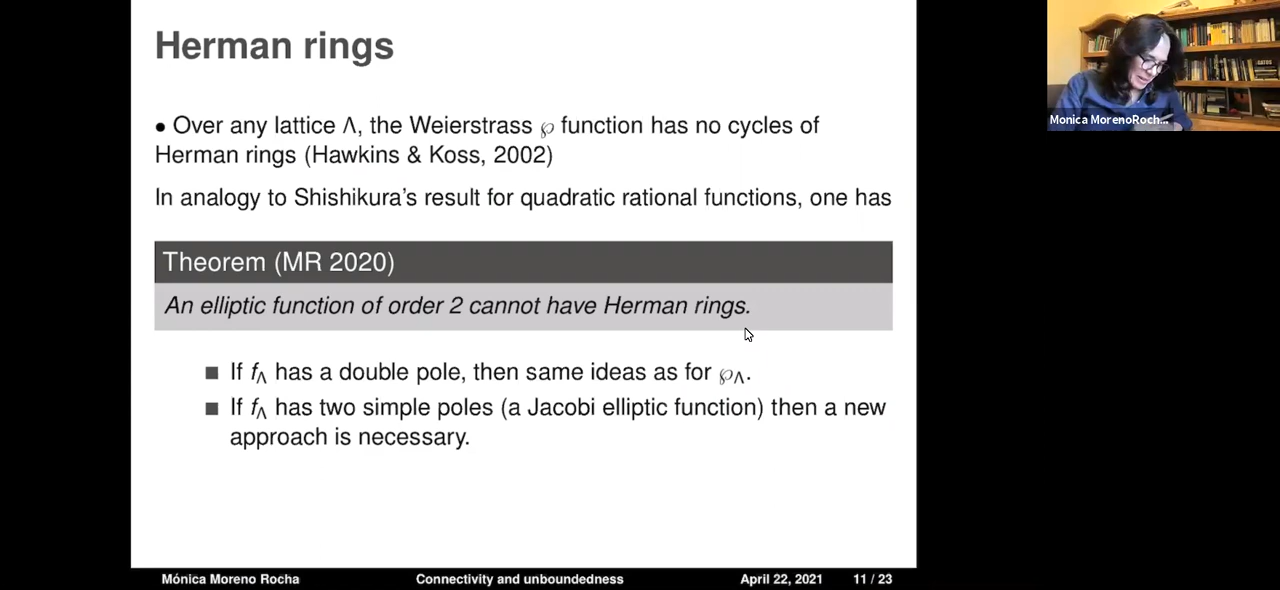 Herman rings
• Over any lattice Λ, the Weierstrass ℘ function has no cycles of
Herman rings (Hawkins & Koss, 2002)
In analogy to Shishikura's result for quadratic rational functions, one has
Theorem (MR 2020)
An elliptic function of order 2 cannot have Herman rings.
■ If f_Λ has a double pole, then same ideas as for ℘_Λ.
■ If f_Λ has two simple poles (a Jacobi elliptic function) then a new
approach is necessary.
Mónica Moreno Rocha Connectivity and unboundedness April 22, 2021 11 / 23
Monica MorenoRoch...